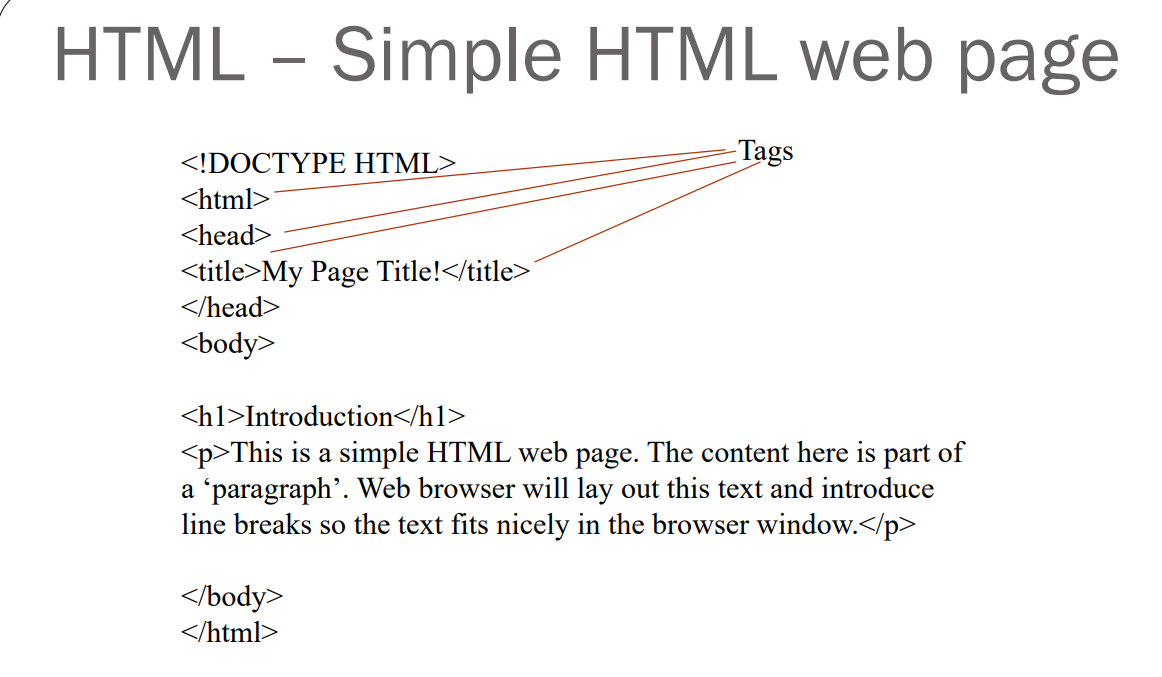 HTML – Simple HTML web page
Tags
<!DOCTYPE HTML>
<html>
<head>
<title>My Page Title!</title>
</head>
<body>
<h1>Introduction</h1>
<p>This is a simple HTML web page. The content here is part of
a ‘paragraph’. Web browser will lay out this text and introduce
line breaks so the text fits nicely in the browser window.</p>
</body>
</html>